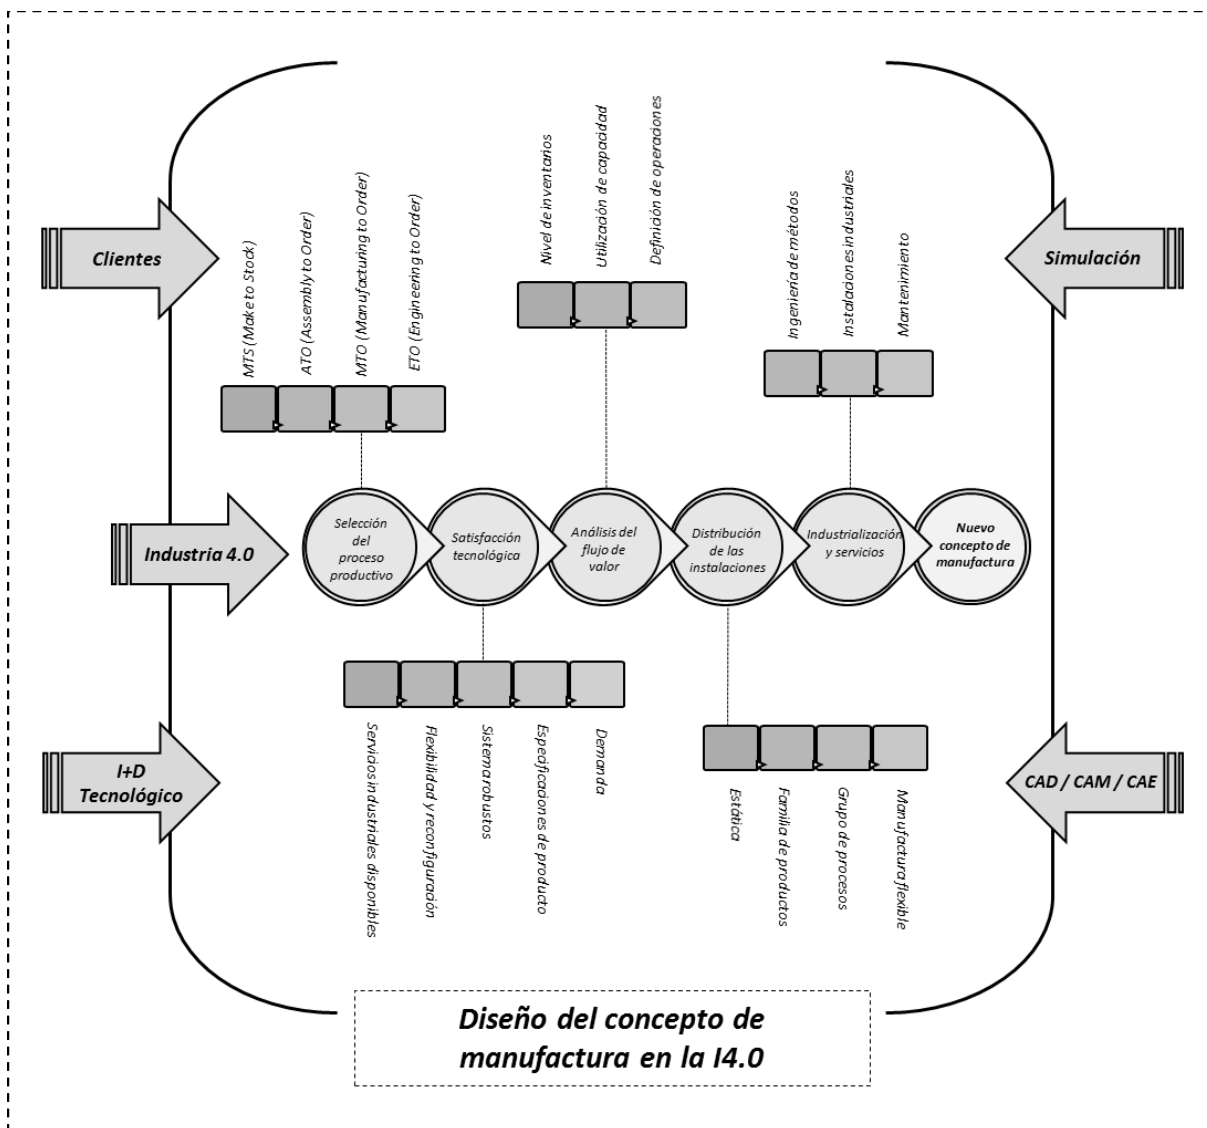 Clientes
MTS (Make to Stock)
ATO (Assembly to Order)
MTO (Manufacturing to Order)
ETO (Engineering to Order)
Nivel de inventarios
Utilización de capacidad
Definición de operaciones
Ingeniería de métodos
Instalaciones industriales
Mantenimiento
Simulación
Industria 4.0
Selección
del
proceso
productivo
Satisfacción
tecnológica
Análisis del
flujo de
valor
Distribución
de las
instalaciones
Industrialización
y servicios
Nuevo
concepto de
manufactura
I+D
Tecnológico
Servicios industriales disponibles
Flexibilidad y reconfiguración
Sistema robustos
Especificaciones de producto
Demanda
Estática
Familia de productos
Grupo de procesos
Manufactura flexible
CAD / CAM / CAE
Diseño del concepto de
manufactura en la I4.0